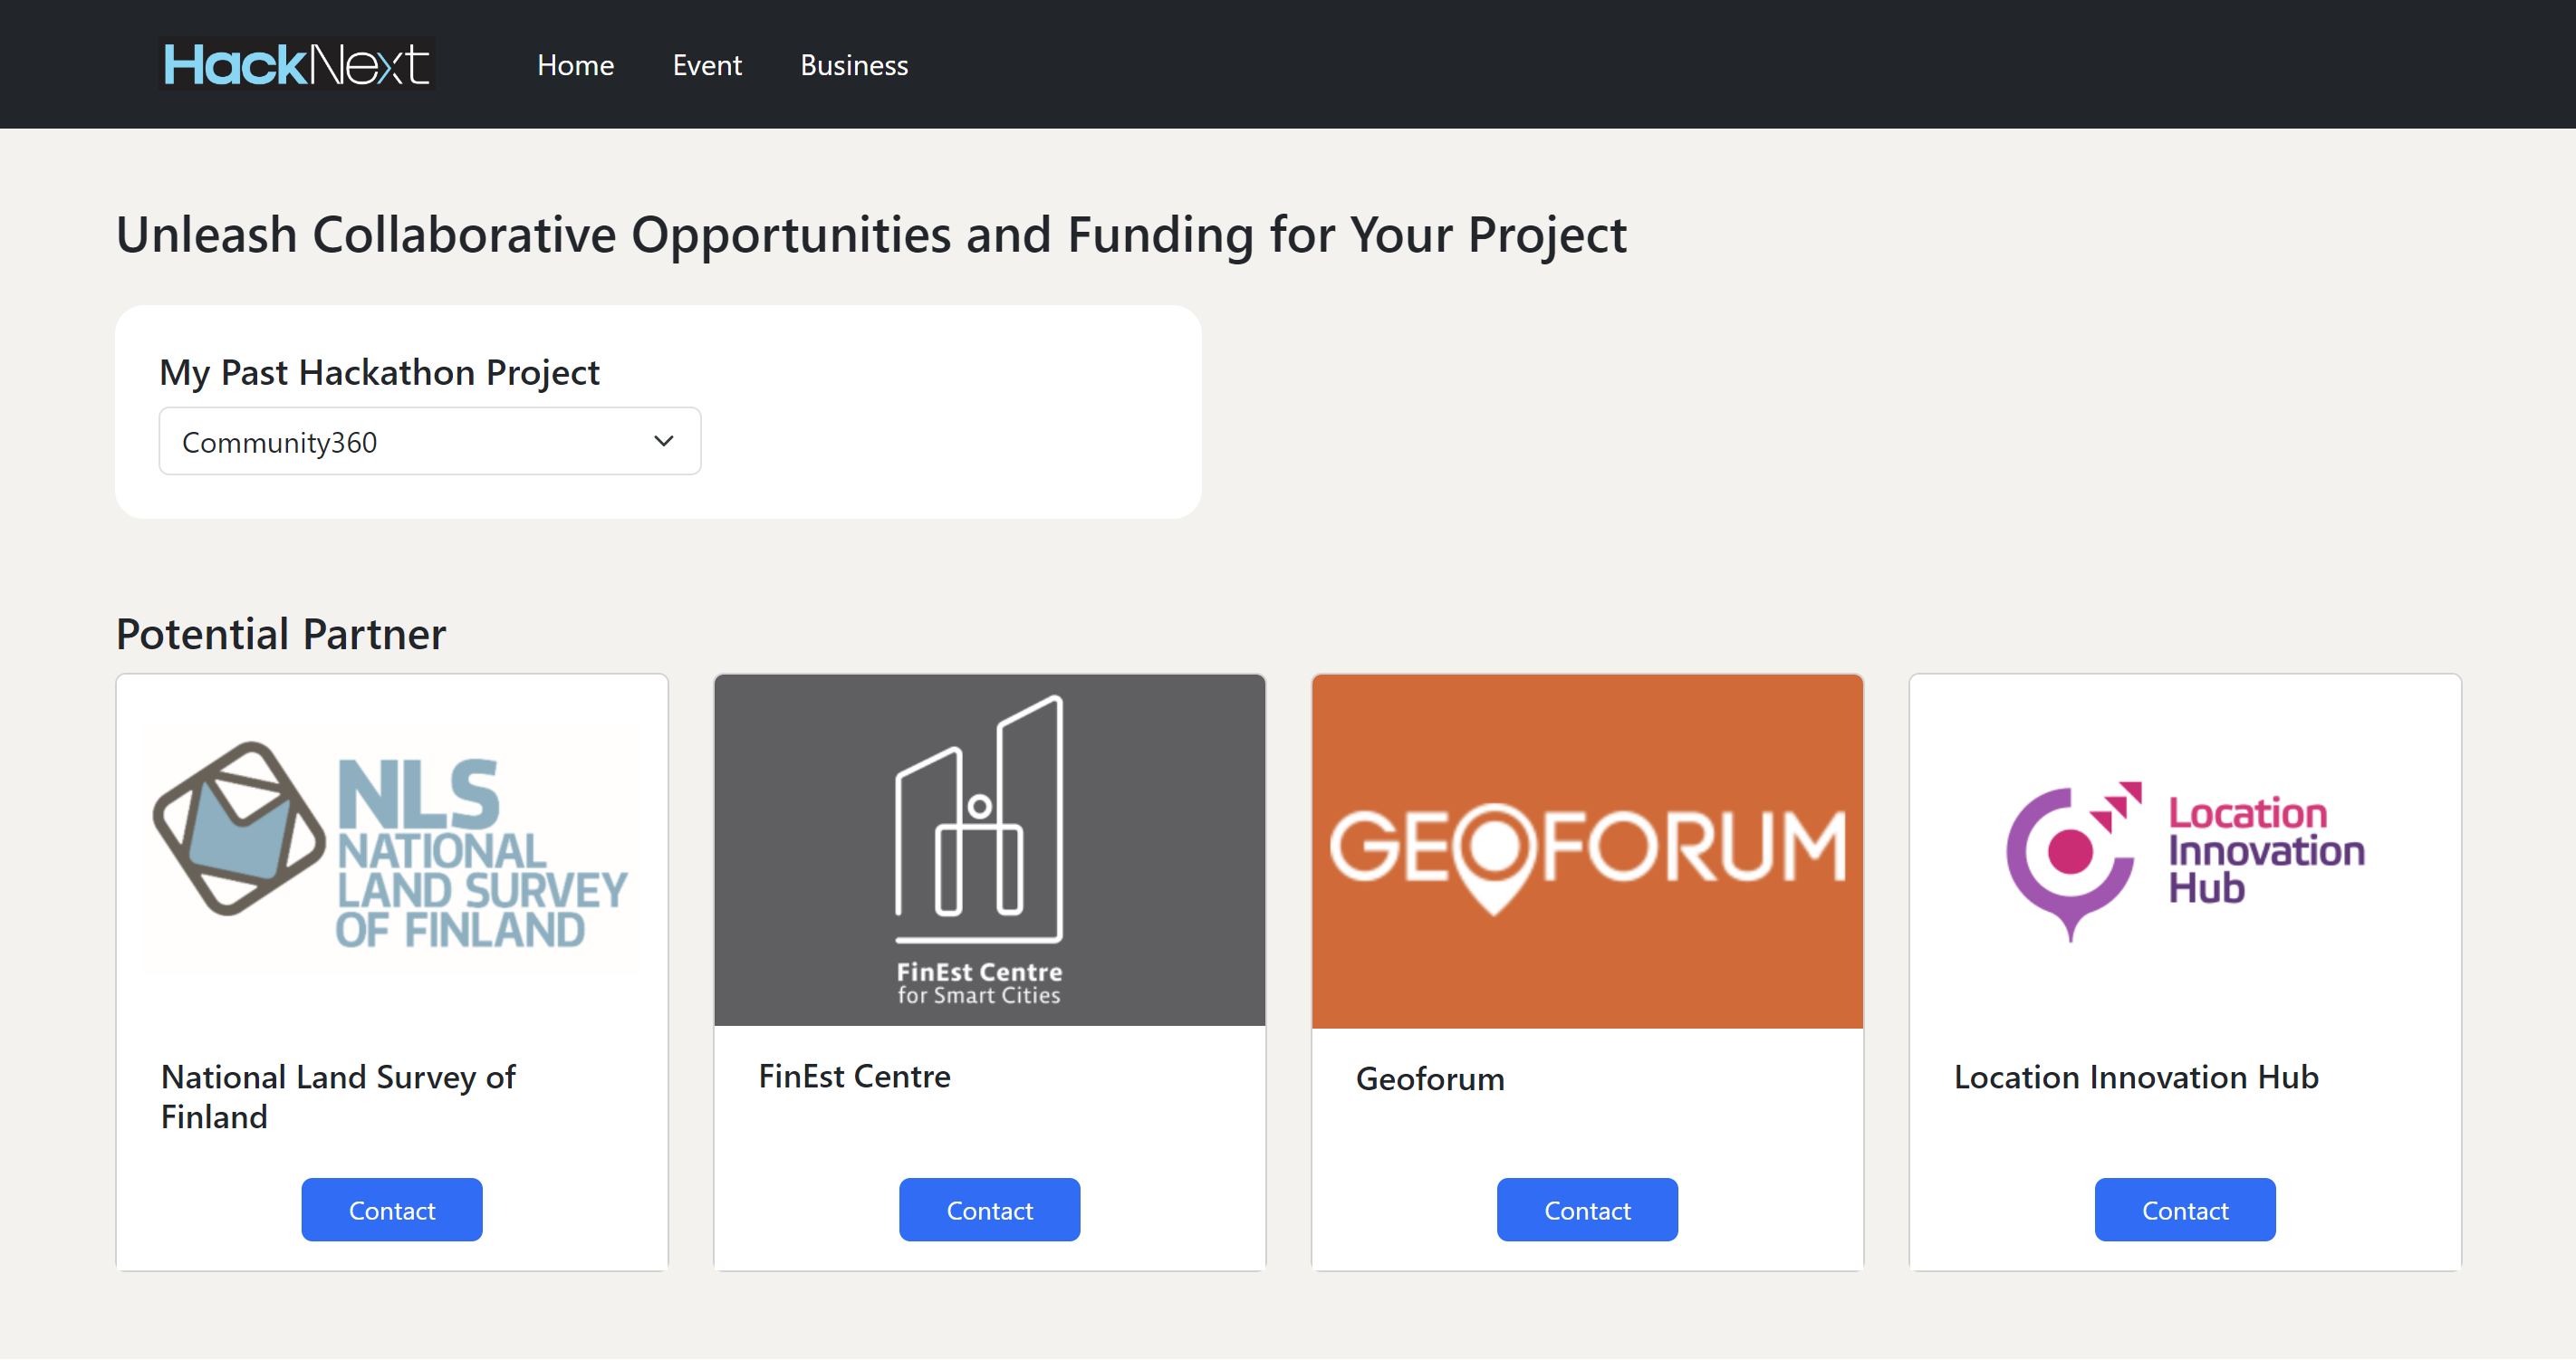 HackNext
Home
Event
Business
Unleash Collaborative Opportunities and Funding for Your Project
My Past Hackathon Project
Community360
Potential Partner
NLS
NATIONAL
LAND SURVEY
OF FINLAND
National Land Survey of
Finland
Contact
FinEst Centre
for Smart Cities
FinEst Centre
Contact
GEOFORUM
Geoforum
Contact
Location
Innovation
Hub
Location Innovation Hub
Contact